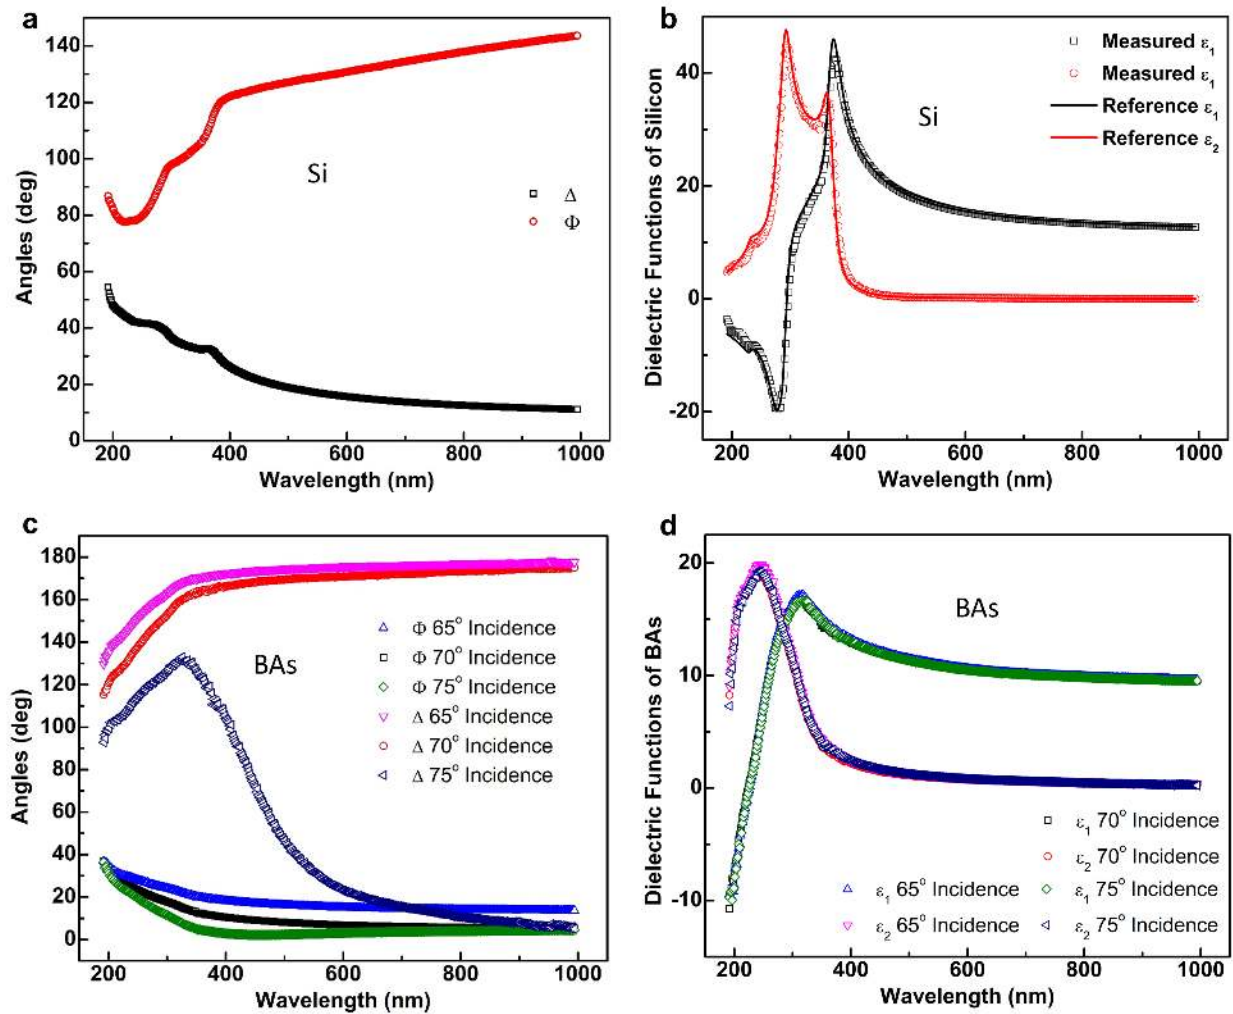 a
140
120
100
80
60
40
20
0
Angles (deg)
Si
Δ
Φ
200 400 600 800 1000
Wavelength (nm)
b
40
20
0
-20
Dielectric Functions of Silicon
Si
Measured ε1
Measured ε1
Reference ε1
Reference ε2
200 400 600 800 1000
Wavelength (nm)
c
180
160
140
120
100
80
60
40
20
0
Angles (deg)
BAs
Φ 65° Incidence
Φ 70° Incidence
Φ 75° Incidence
Δ 65° Incidence
Δ 70° Incidence
Δ 75° Incidence
200 400 600 800 1000
Wavelength (nm)
d
20
10
0
-10
Dielectric Functions of BAs
BAs
ε1 70° Incidence
ε2 70° Incidence
ε1 65° Incidence ε1 75° Incidence
ε2 65° Incidence ε2 75° Incidence
200 400 600 800 1000
Wavelength (nm)